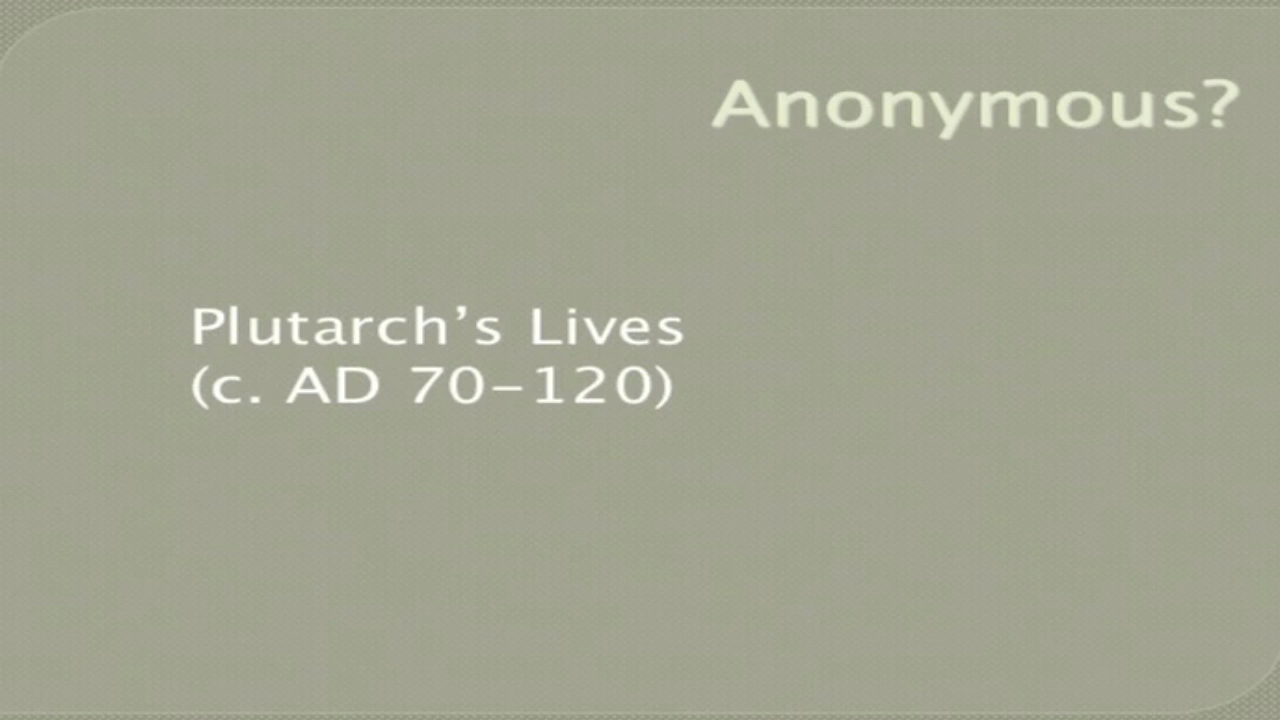 Anonymous?
Plutarch’s Lives
(c. AD 70–120)